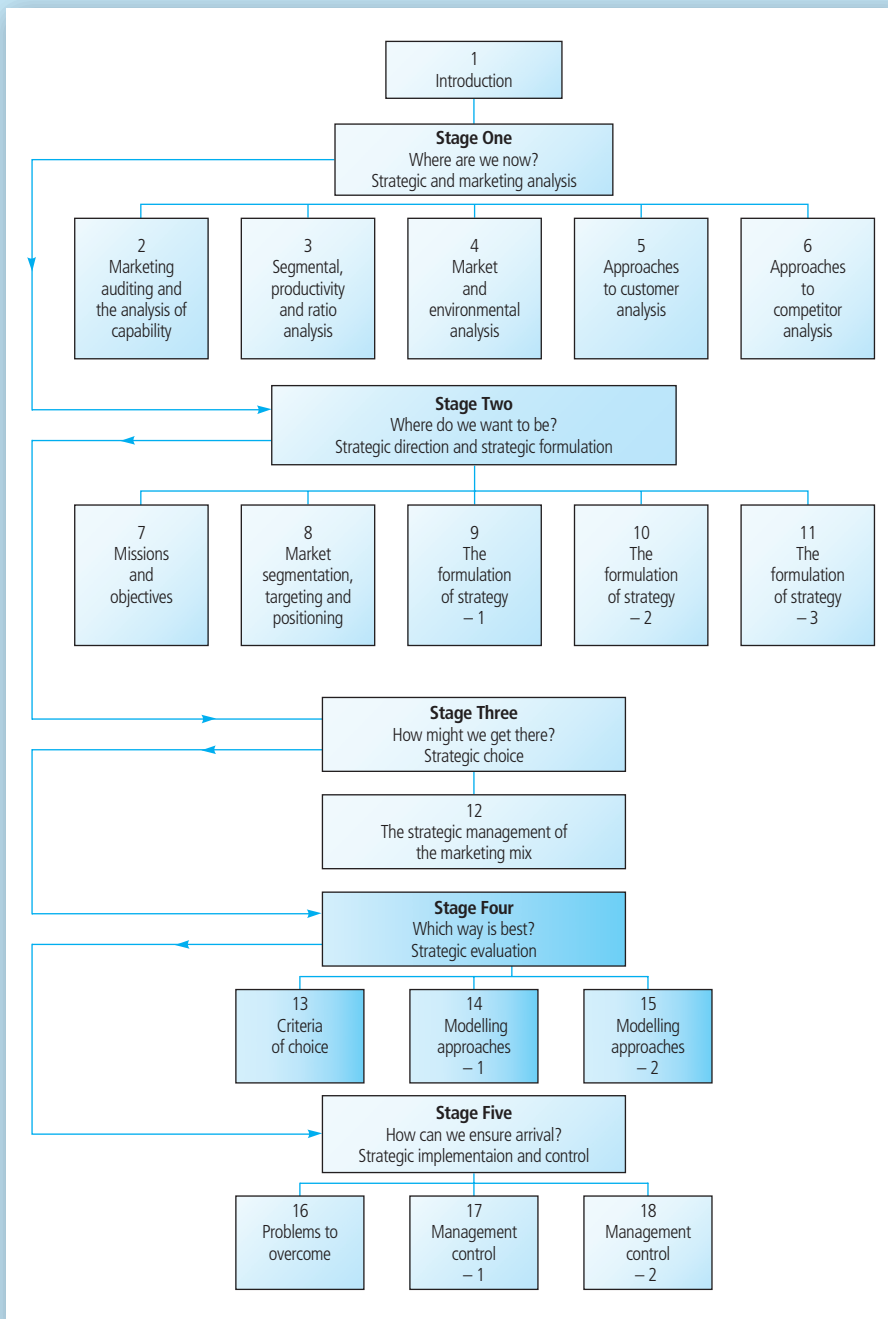 1
Introduction
Stage One
Where are we now?
Strategic and marketing analysis
2
Marketing
auditing and
the analysis of
capability
3
Segmental,
productivity
and ratio
analysis
4
Market
and
environmental
analysis
5
Approaches
to customer
analysis
6
Approaches
to
competitor
analysis
Stage Two
Where do we want to be?
Strategic direction and strategic formulation
7
Missions
and
objectives
8
Market
segmentation,
targeting and
positioning
9
The
formulation
of strategy
– 1
10
The
formulation
of strategy
– 2
11
The
formulation
of strategy
– 3
Stage Three
How might we get there?
Strategic choice
12
The strategic management of
the marketing mix
Stage Four
Which way is best?
Strategic evaluation
13
Criteria
of choice
14
Modelling
approaches
– 1
15
Modelling
approaches
– 2
Stage Five
How can we ensure arrival?
Strategic implementaion and control
16
Problems to
overcome
17
Management
control
– 1
18
Management
control
– 2